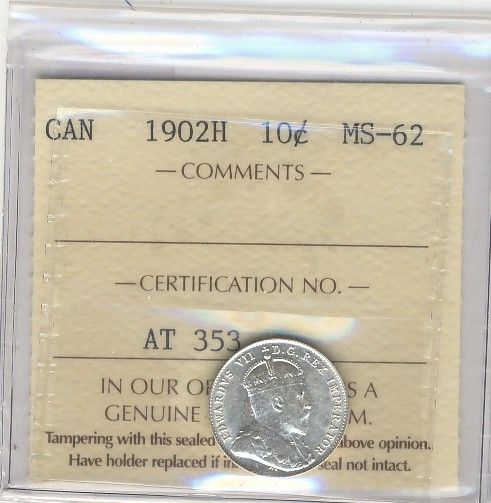 CAN 1902H 10¢ MS-62
— COMMENTS —
— CERTIFICATION NO. —
AT 353
IN OUR S A
GENUINE M.
Tampering with this sealed above opinion.
Have holder replaced if seal not intact.
EDWARDVS VII D.G. REX IMPERATOR